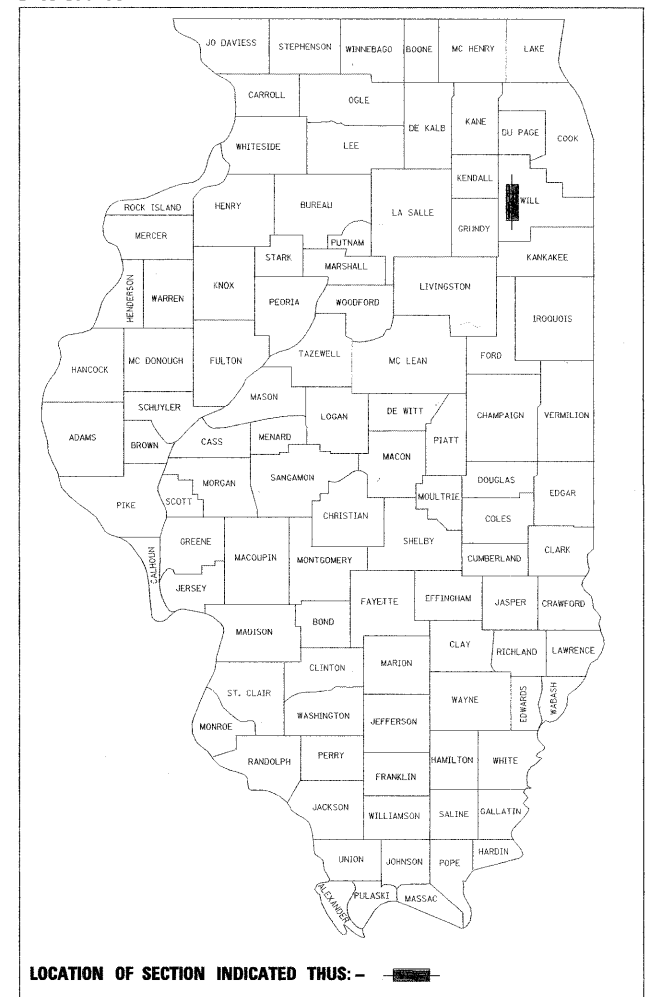 JO DAVIESS STEPHENSON WINNEBAGO BOONE MC HENRY LAKE
CARROLL OGLE DE KALB KANE DU PAGE COOK
WHITESIDE LEE
KENDALL
ROCK ISLAND HENRY BUREAU LA SALLE GRUNDY WILL
MERCER PUTNAM
STARK MARSHALL KANKAKEE
HENDERSON WARREN KNOX PEORIA WOODFORD LIVINGSTON IROQUOIS
HANCOCK MC DONOUGH FULTON TAZEWELL MC LEAN FORD
SCHUYLER MASON LOGAN DE WITT CHAMPAIGN VERMILION
ADAMS BROWN CASS MENARD MACON PIATT
MORGAN SANGAMON DOUGLAS
PIKE SCOTT CHRISTIAN MOULTRIE COLES EDGAR
CALHOUN GREENE MACOUPIN MONTGOMERY SHELBY CUMBERLAND CLARK
JERSEY FAYETTE EFFINGHAM JASPER CRAWFORD
MADISON BOND
CLINTON MARION CLAY RICHLAND LAWRENCE
ST. CLAIR WASHINGTON JEFFERSON WAYNE EDWARDS WABASH
MONROE
RANDOLPH PERRY FRANKLIN HAMILTON WHITE
JACKSON WILLIAMSON SALINE GALLATIN
UNION JOHNSON POPE HARDIN
ALEXANDER PULASKI MASSAC
LOCATION OF SECTION INDICATED THUS: -